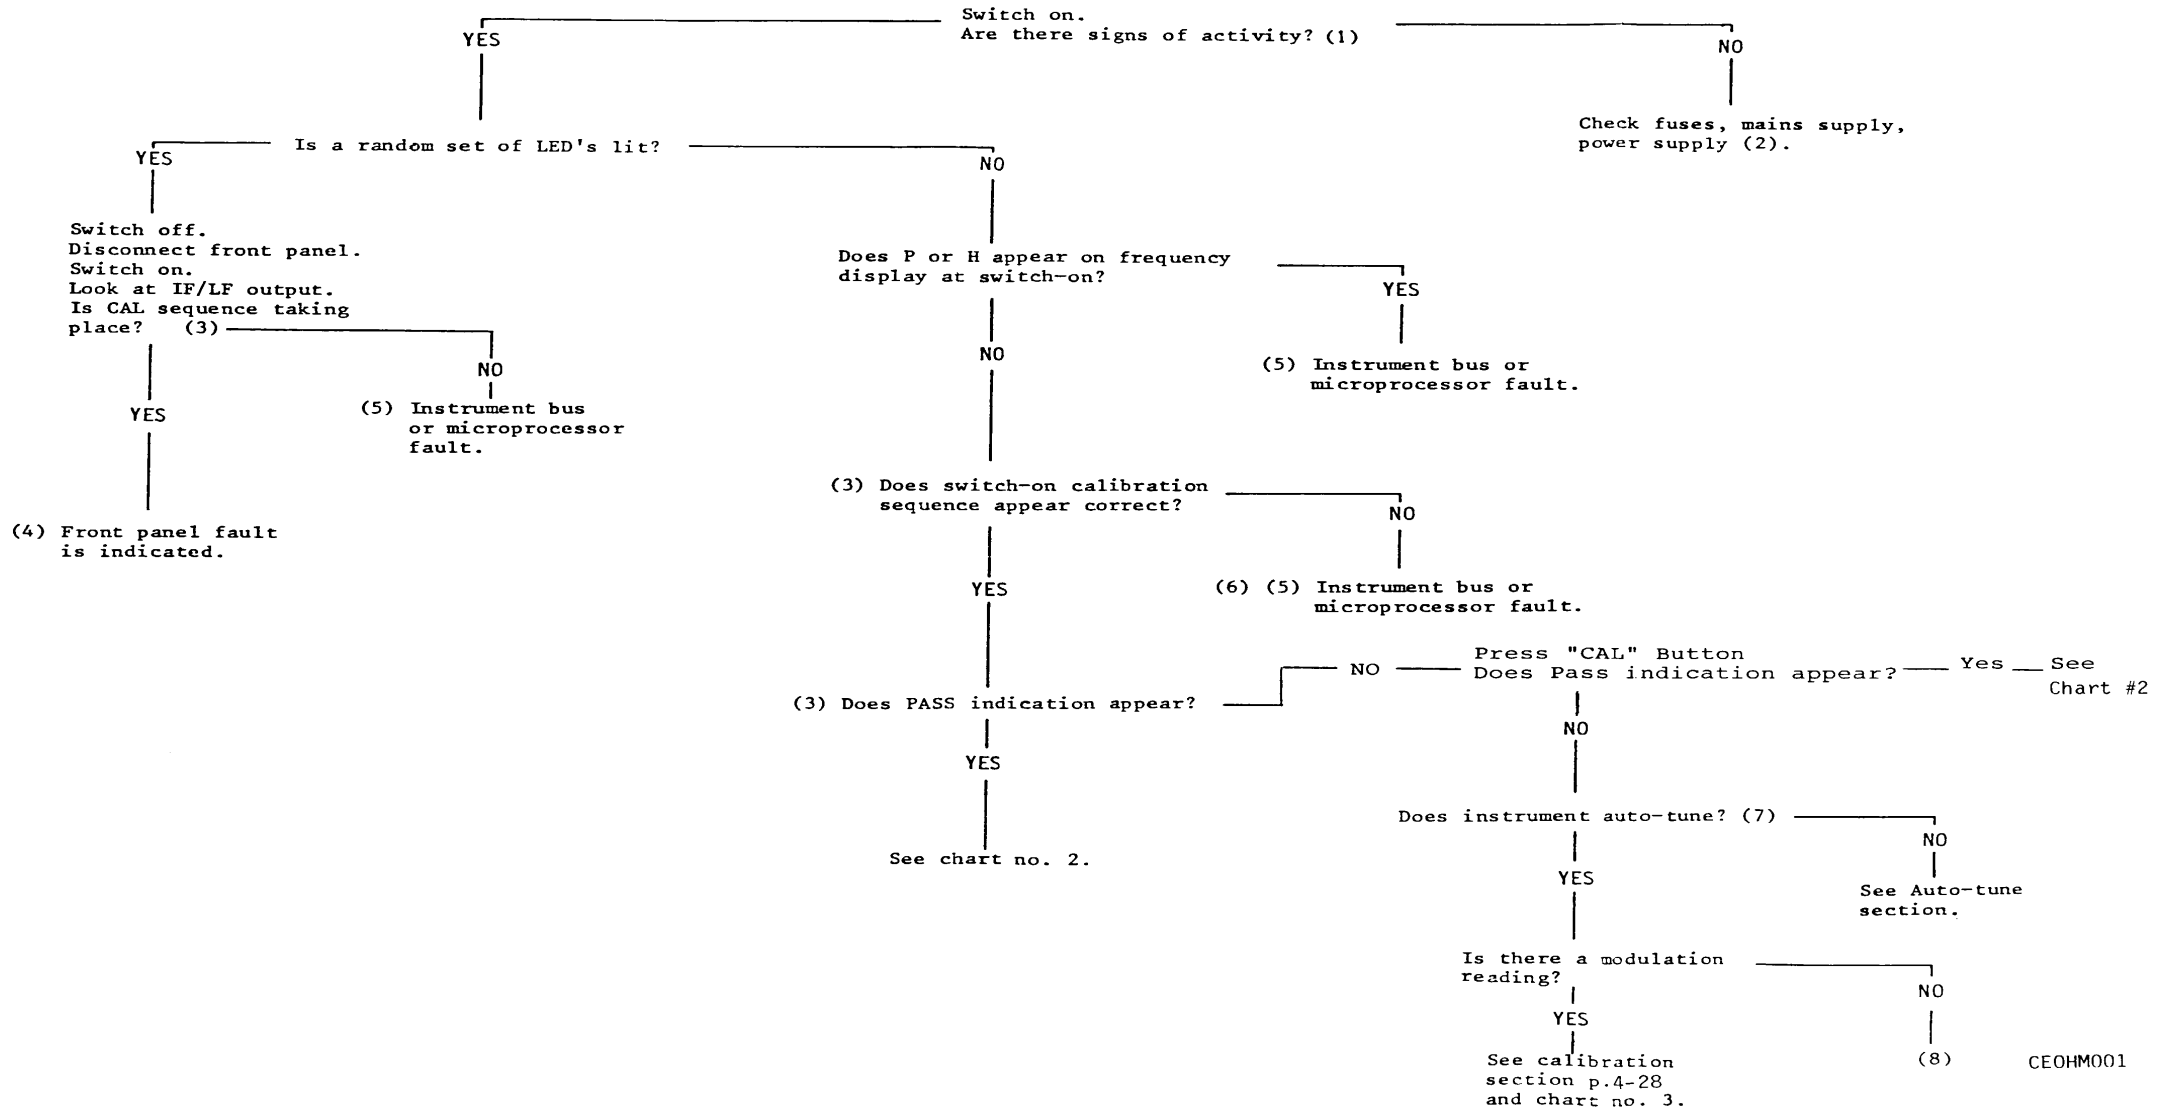 Switch on.
Are there signs of activity? (1)
YES
NO
Check fuses, mains supply,
power supply (2).
Is a random set of LED's lit?
YES
NO
Switch off.
Disconnect front panel.
Switch on.
Look at IF/LF output.
Is CAL sequence taking
place? (3)
NO
(5) Instrument bus
or microprocessor
fault.
YES
(4) Front panel fault
is indicated.
Does P or H appear on frequency
display at switch-on?
YES
(5) Instrument bus or
microprocessor fault.
NO
(3) Does switch-on calibration
sequence appear correct?
NO
(6) (5) Instrument bus or
microprocessor fault.
YES
(3) Does PASS indication appear?
YES
See chart no. 2.
NO
Press "CAL" Button
Does Pass indication appear?
Yes
See
Chart #2
NO
Does instrument auto-tune? (7)
NO
See Auto-tune
section.
YES
Is there a modulation
reading?
NO
(8)
YES
See calibration
section p.4-28
and chart no. 3.
CEOHM001